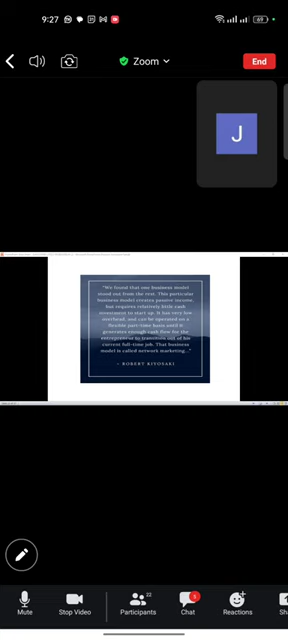 9:27
69
Zoom
End
J
"We found that one business model
stood out from the rest. This particular
business model creates passive income
but requires relatively little cash
investment to start up. It has very low
overhead, and can be operated on a
flexible part-time basis until it
generates enough cash flow for the
entrepreneur to transition out of his
current full-time job. That business
model is called network marketing..."
~ ROBERT KIYOSAKI
22
Mute
Stop Video
Participants
Chat
Reactions
Sha